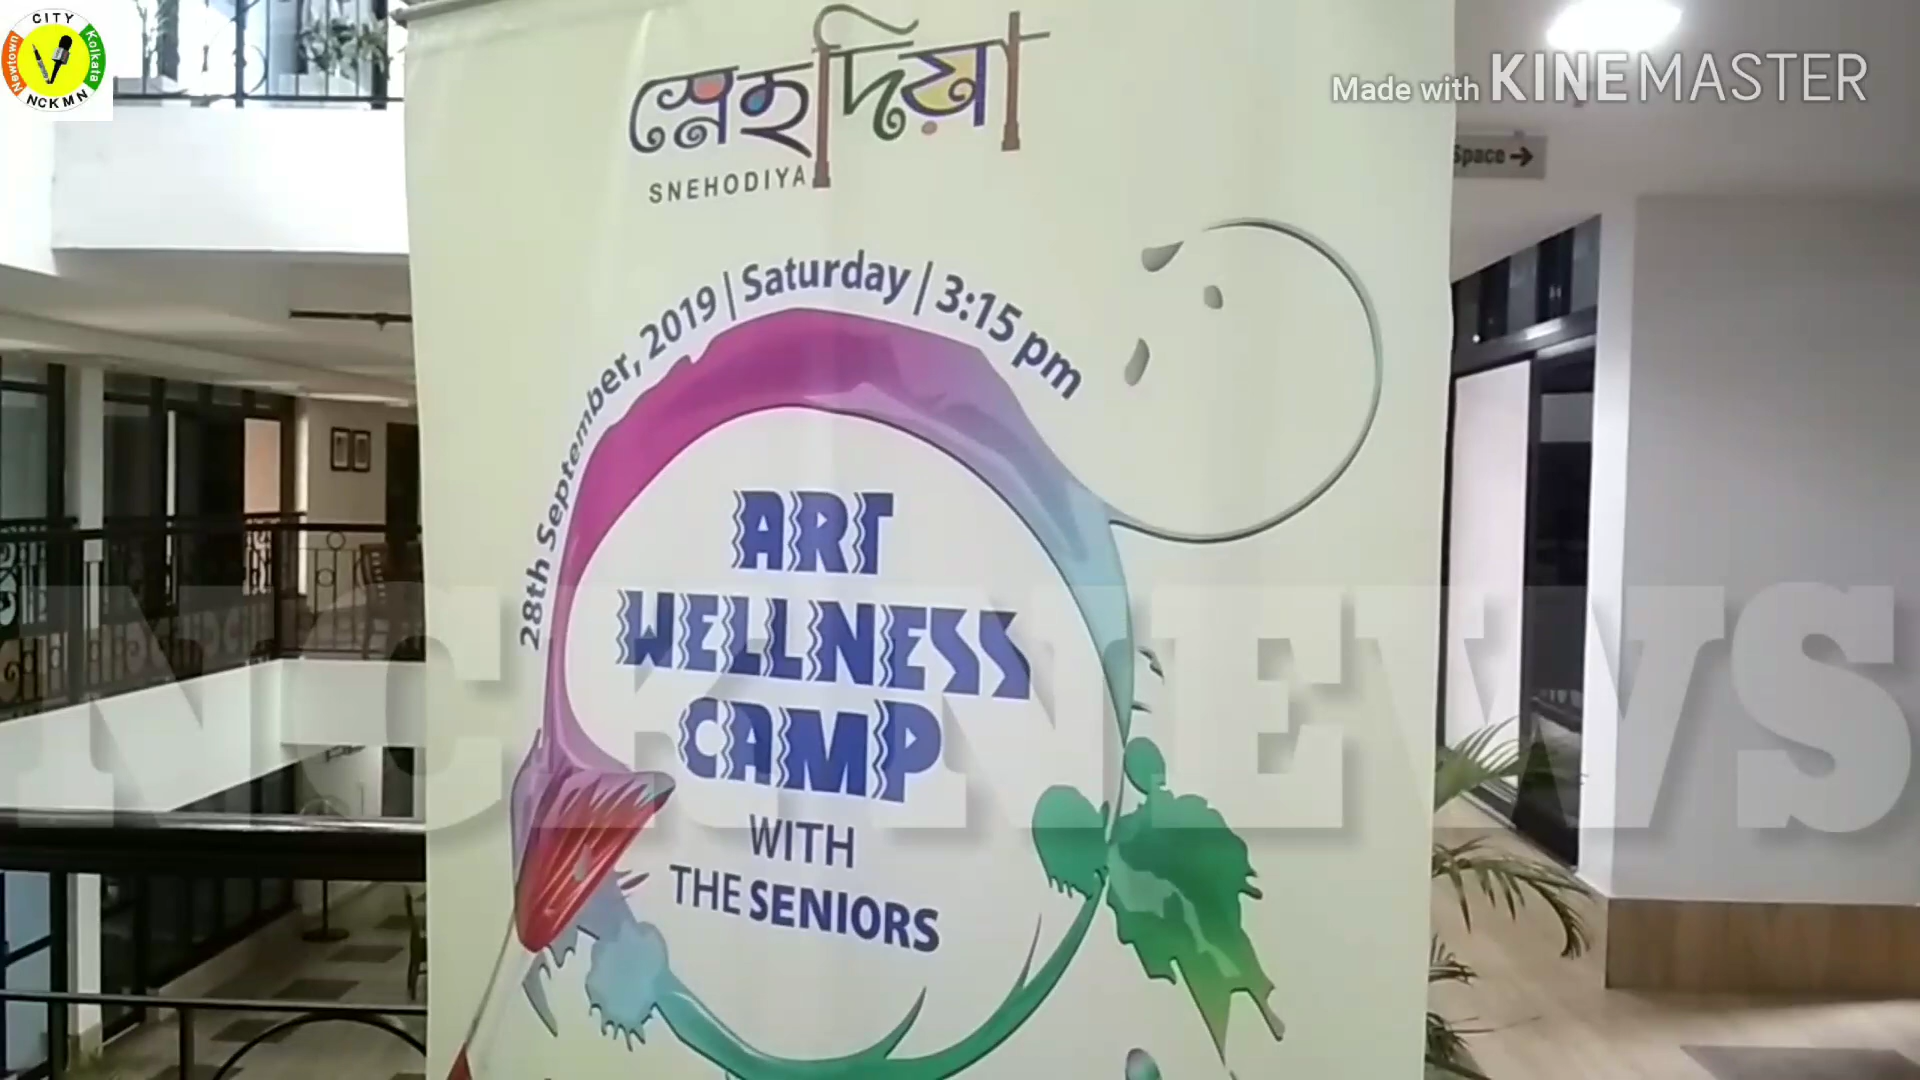 CITY
Newtown
Kolkata
NCKMN
Made with KINEMASTER
Space →
স্নেহদিয়া
SNEHODIYA
28th September, 2019 | Saturday | 3:15 pm
ART
WELLNESS
CAMP
WITH
THE SENIORS
NCK NEWS